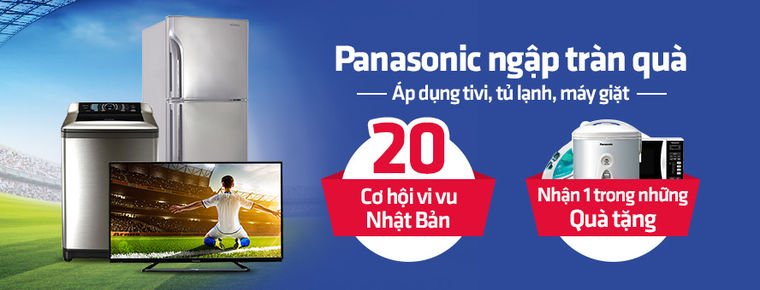 Panasonic ngập tràn quà
Áp dụng tivi, tủ lạnh, máy giặt
20
Cơ hội vi vu
Nhật Bản
Panasonic
Nhận 1 trong những
Quà tặng